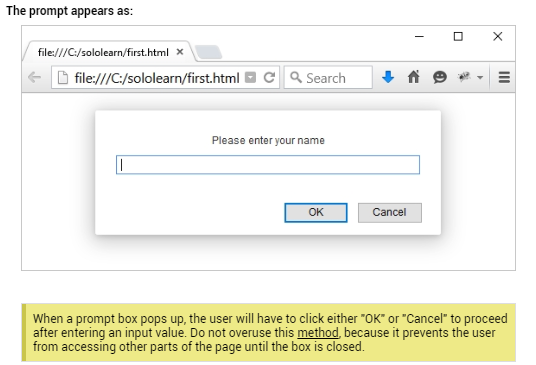 The prompt appears as:
file:///C:/sololearn/first.html ×
file:///C:/sololearn/first.html
Search
Please enter your name
OK
Cancel
When a prompt box pops up, the user will have to click either "OK" or "Cancel" to proceed
after entering an input value. Do not overuse this method, because it prevents the user
from accessing other parts of the page until the box is closed.